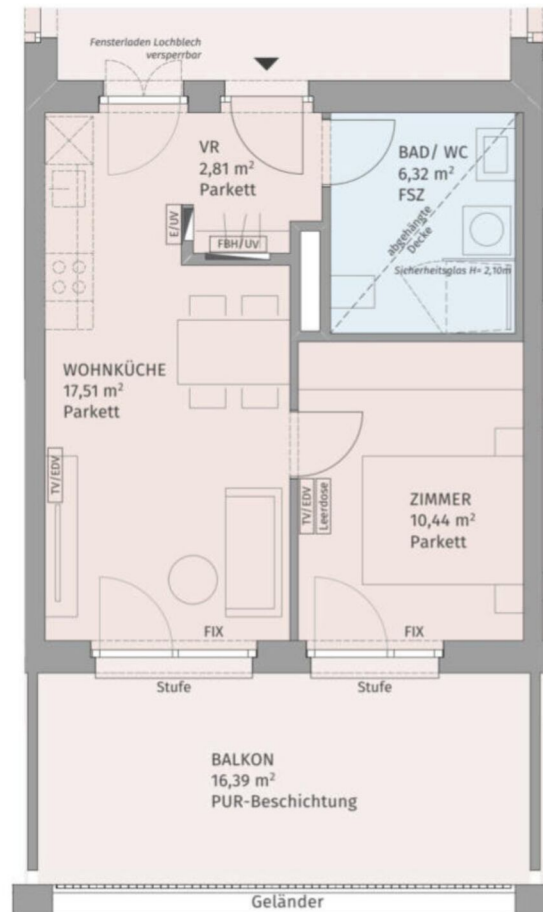 Fensterladen Lochblech
versperrbar
VR
2,81 m²
Parkett
BAD/ WC
6,32 m²
FSZ
abgehängte
Decke
E/UV
FBH/UV
Sicherheitsglas H= 2,10m
WOHNKÜCHE
17,51 m²
Parkett
TV/EDV
TV/EDV
Leerdose
ZIMMER
10,44 m²
Parkett
FIX
FIX
Stufe
Stufe
BALKON
16,39 m²
PUR-Beschichtung
Geländer